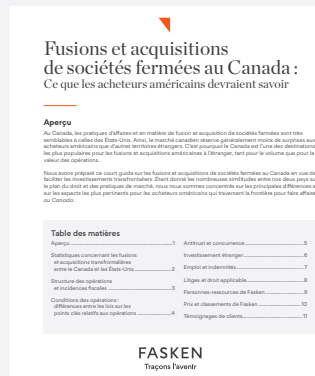 Fusions et acquisitions
de sociétés fermées au Canada :
Ce que les acheteurs américains devraient savoir
Aperçu
Au Canada, les pratiques d'affaires et en matière de fusion et acquisition de sociétés fermées sont très
semblables à celles des États-Unis. Ainsi, le marché canadien réserve généralement moins de surprises aux
acheteurs américains que d'autres territoires étrangers. C'est pourquoi le Canada est l'une des destinations
les plus populaires pour les fusions et acquisitions américaines à l'étranger, tant pour le volume que pour la
valeur des opérations.
Nous avons préparé ce court guide sur les fusions et acquisitions de sociétés fermées au Canada en vue de
faciliter les investissements transfrontaliers. Étant donné les nombreuses similitudes entre nos deux pays sur
le plan du droit et des pratiques de marché, nous nous sommes concentrés sur les principales différences et
sur les aspects les plus pertinents pour les acheteurs américains qui traversent la frontière pour faire affaire
au Canada.
Table des matières
Aperçu 1
Statistiques concernant les fusions
et acquisitions transfrontalières
entre le Canada et les États-Unis 2
Structure des opérations
et incidences fiscales 3
Conditions des opérations :
différences entre les lois sur les
points clés relatifs aux opérations 4
Antitrust et concurrence 5
Investissement étranger 6
Emploi et indemnités 7
Litiges et droit applicable 8
Personnes-ressources de Fasken 9
Prix et classements de Fasken 10
Témoignages de clients 11
FASKEN
Traçons l'avenir